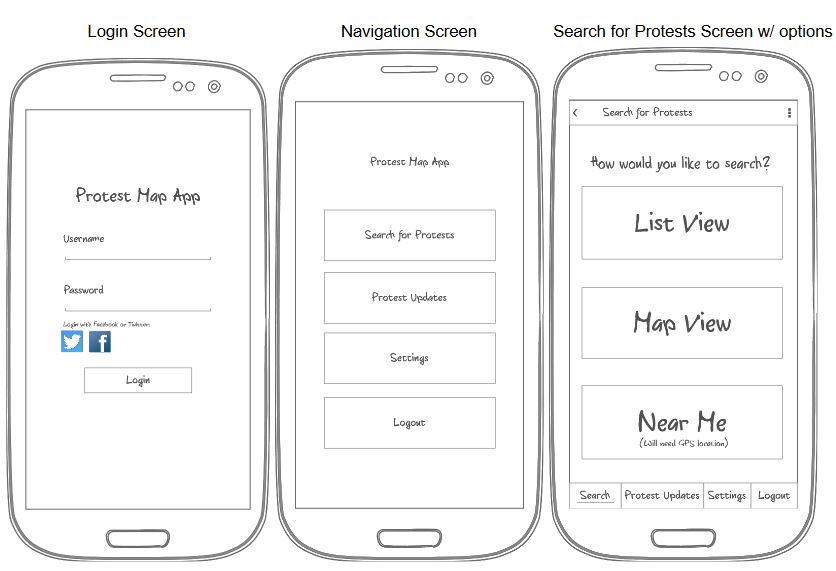 Login Screen
Navigation Screen
Search for Protests Screen w/ options
Protest Map App
Username
Password
Login with Facebook or Twitter:
Login
Protest Map App
Search for Protests
Protest Updates
Settings
Logout
Search for Protests
How would you like to search?
List View
Map View
Near Me
(Will need GPS location)
Search
Protest Updates
Settings
Logout